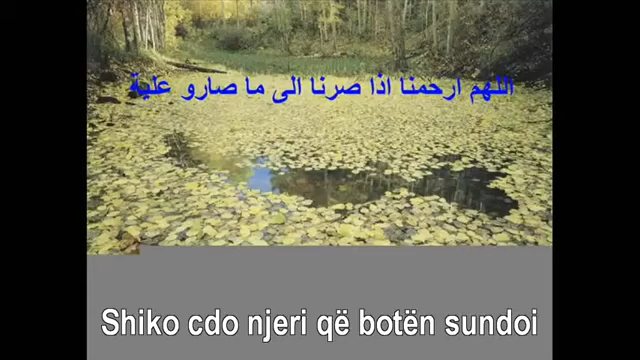 اللهم ارحمنا اذا صرنا الى ما صارو علية
Shiko cdo njeri që botën sundoi